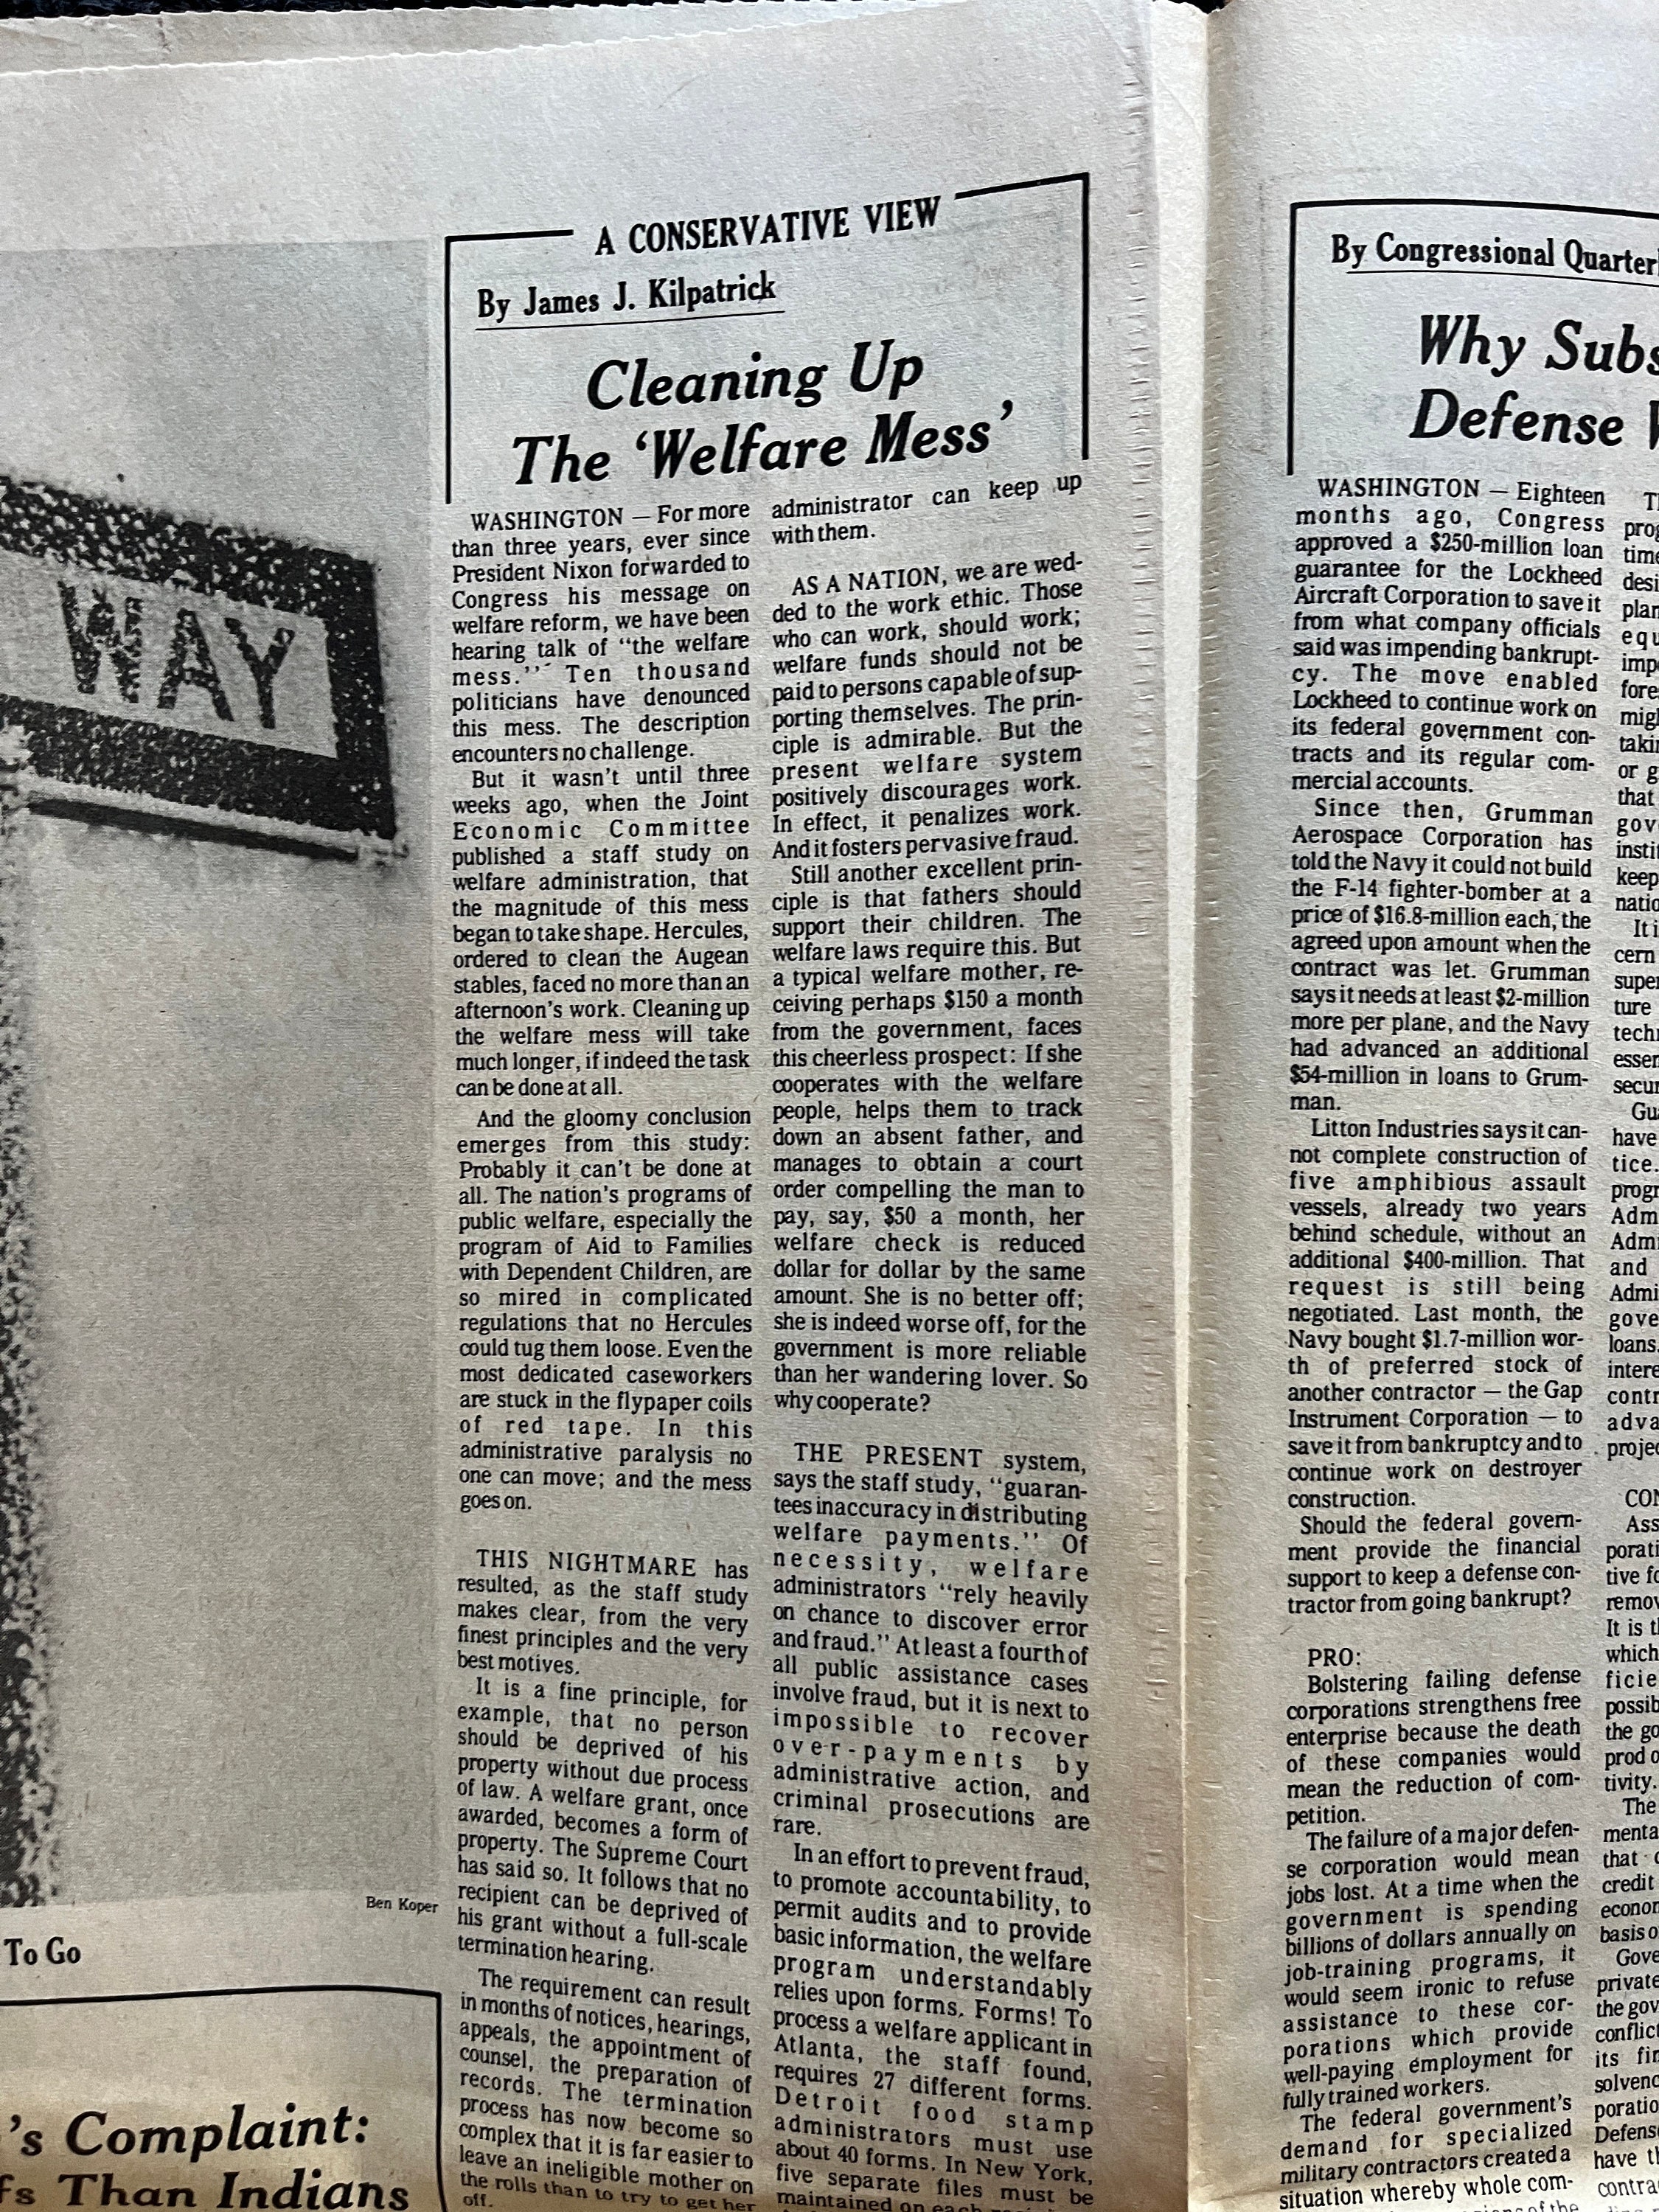 WAY
Ben Koper
To Go
's Complaint:
fs Than Indians
A CONSERVATIVE VIEW
By James J. Kilpatrick
Cleaning Up
The ‘Welfare Mess’
WASHINGTON — For more
than three years, ever since
President Nixon forwarded to
Congress his message on
welfare reform, we have been
hearing talk of “the welfare
mess.” Ten thousand
politicians have denounced
this mess. The description
encounters no challenge.
But it wasn’t until three
weeks ago, when the Joint
Economic Committee
published a staff study on
welfare administration, that
the magnitude of this mess
began to take shape. Hercules,
ordered to clean the Augean
stables, faced no more than an
afternoon’s work. Cleaning up
the welfare mess will take
much longer, if indeed the task
can be done at all.
And the gloomy conclusion
emerges from this study:
Probably it can’t be done at
all. The nation’s programs of
public welfare, especially the
program of Aid to Families
with Dependent Children, are
so mired in complicated
regulations that no Hercules
could tug them loose. Even the
most dedicated caseworkers
are stuck in the flypaper coils
of red tape. In this
administrative paralysis no
one can move; and the mess
goes on.
THIS NIGHTMARE has
resulted, as the staff study
makes clear, from the very
finest principles and the very
best motives.
It is a fine principle, for
example, that no person
should be deprived of his
property without due process
of law. A welfare grant, once
awarded, becomes a form of
property. The Supreme Court
has said so. It follows that no
recipient can be deprived of
his grant without a full-scale
termination hearing.
The requirement can result
in months of notices, hearings,
appeals, the appointment of
counsel, the preparation of
records. The termination
process has now become so
complex that it is far easier to
leave an ineligible mother on
the rolls than to try to get her
off.
administrator can keep up
with them.
AS A NATION, we are wed-
ded to the work ethic. Those
who can work, should work;
welfare funds should not be
paid to persons capable of sup-
porting themselves. The prin-
ciple is admirable. But the
present welfare system
positively discourages work.
In effect, it penalizes work.
And it fosters pervasive fraud.
Still another excellent prin-
ciple is that fathers should
support their children. The
welfare laws require this. But
a typical welfare mother, re-
ceiving perhaps $150 a month
from the government, faces
this cheerless prospect: If she
cooperates with the welfare
people, helps them to track
down an absent father, and
manages to obtain a court
order compelling the man to
pay, say, $50 a month, her
welfare check is reduced
dollar for dollar by the same
amount. She is no better off;
she is indeed worse off, for the
government is more reliable
than her wandering lover. So
why cooperate?
THE PRESENT system,
says the staff study, “guaran-
tees inaccuracy in distributing
welfare payments.” Of
necessity, welfare
administrators “rely heavily
on chance to discover error
and fraud.” At least a fourth of
all public assistance cases
involve fraud, but it is next to
impossible to recover
over-payments by
administrative action, and
criminal prosecutions are
rare.
In an effort to prevent fraud,
to promote accountability, to
permit audits and to provide
basic information, the welfare
program understandably
relies upon forms. Forms! To
process a welfare applicant in
Atlanta, the staff found,
requires 27 different forms.
Detroit food stamp
administrators must use
about 40 forms. In New York,
five separate files must be
maintained on each
By Congressional Quarter
Why Subs
Defense
WASHINGTON — Eighteen
months ago, Congress
approved a $250-million loan
guarantee for the Lockheed
Aircraft Corporation to save it
from what company officials
said was impending bankrupt-
cy. The move enabled
Lockheed to continue work on
its federal government con-
tracts and its regular com-
mercial accounts.
Since then, Grumman
Aerospace Corporation has
told the Navy it could not build
the F-14 fighter-bomber at a
price of $16.8-million each, the
agreed upon amount when the
contract was let. Grumman
says it needs at least $2-million
more per plane, and the Navy
had advanced an additional
$54-million in loans to Grum-
man.
Litton Industries says it can-
not complete construction of
five amphibious assault
vessels, already two years
behind schedule, without an
additional $400-million. That
request is still being
negotiated. Last month, the
Navy bought $1.7-million wor-
th of preferred stock of
another contractor — the Gap
Instrument Corporation — to
save it from bankruptcy and to
continue work on destroyer
construction.
Should the federal govern-
ment provide the financial
support to keep a defense con-
tractor from going bankrupt?
PRO:
Bolstering failing defense
corporations strengthens free
enterprise because the death
of these companies would
mean the reduction of com-
petition.
The failure of a major defen-
se corporation would mean
jobs lost. At a time when the
government is spending
billions of dollars annually on
job-training programs, it
would seem ironic to refuse
assistance to these cor-
porations which provide
well-paying employment for
fully trained workers.
The federal government’s
demand for specialized
military contractors created a
situation whereby whole com-